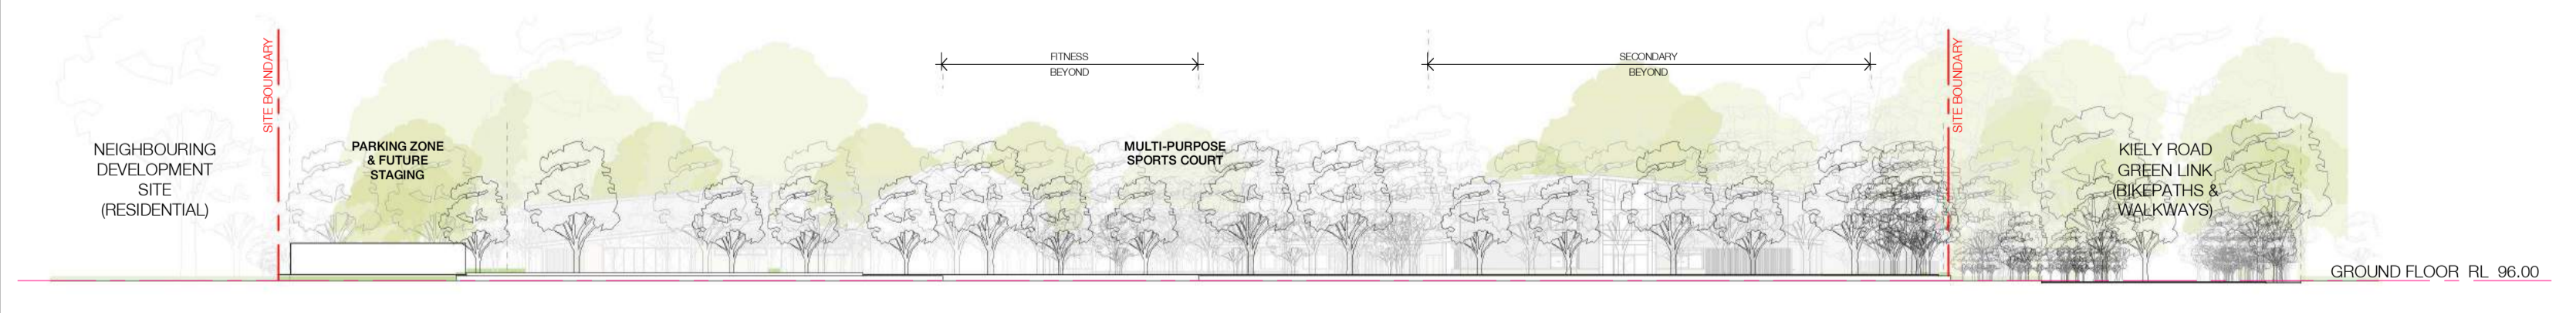 NEIGHBOURING
DEVELOPMENT
SITE
(RESIDENTIAL)
SITE BOUNDARY
PARKING ZONE
& FUTURE
STAGING
FITNESS
BEYOND
MULTI-PURPOSE
SPORTS COURT
SECONDARY
BEYOND
SITE BOUNDARY
KIELY ROAD
GREEN LINK
(BIKEPATHS &
WALKWAYS)
GROUND FLOOR RL 96.00